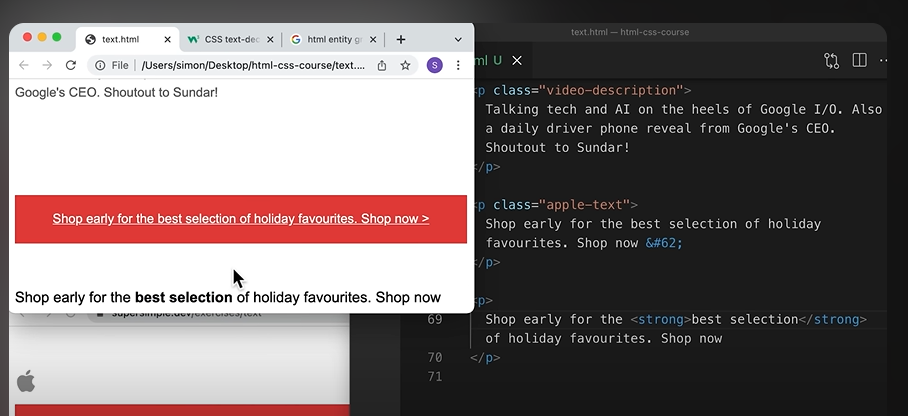 text.html — html-css-course
text.html
CSS text-dec
html entity gr
ml U
File
/Users/simon/Desktop/html-css-course/text....
S
Google's CEO. Shoutout to Sundar!
Shop early for the best selection of holiday favourites. Shop now >
Shop early for the best selection of holiday favourites. Shop now
supersimple.dev/exercises/text
p class="video-description">
Talking tech and AI on the heels of Google I/O. Also
a daily driver phone reveal from Google's CEO.
Shoutout to Sundar!
</p>
p class="apple-text">
Shop early for the best selection of holiday
favourites. Shop now &#62;
</p>
<p>
69 Shop early for the <strong>best selection</strong>
of holiday favourites. Shop now
70 </p>
71